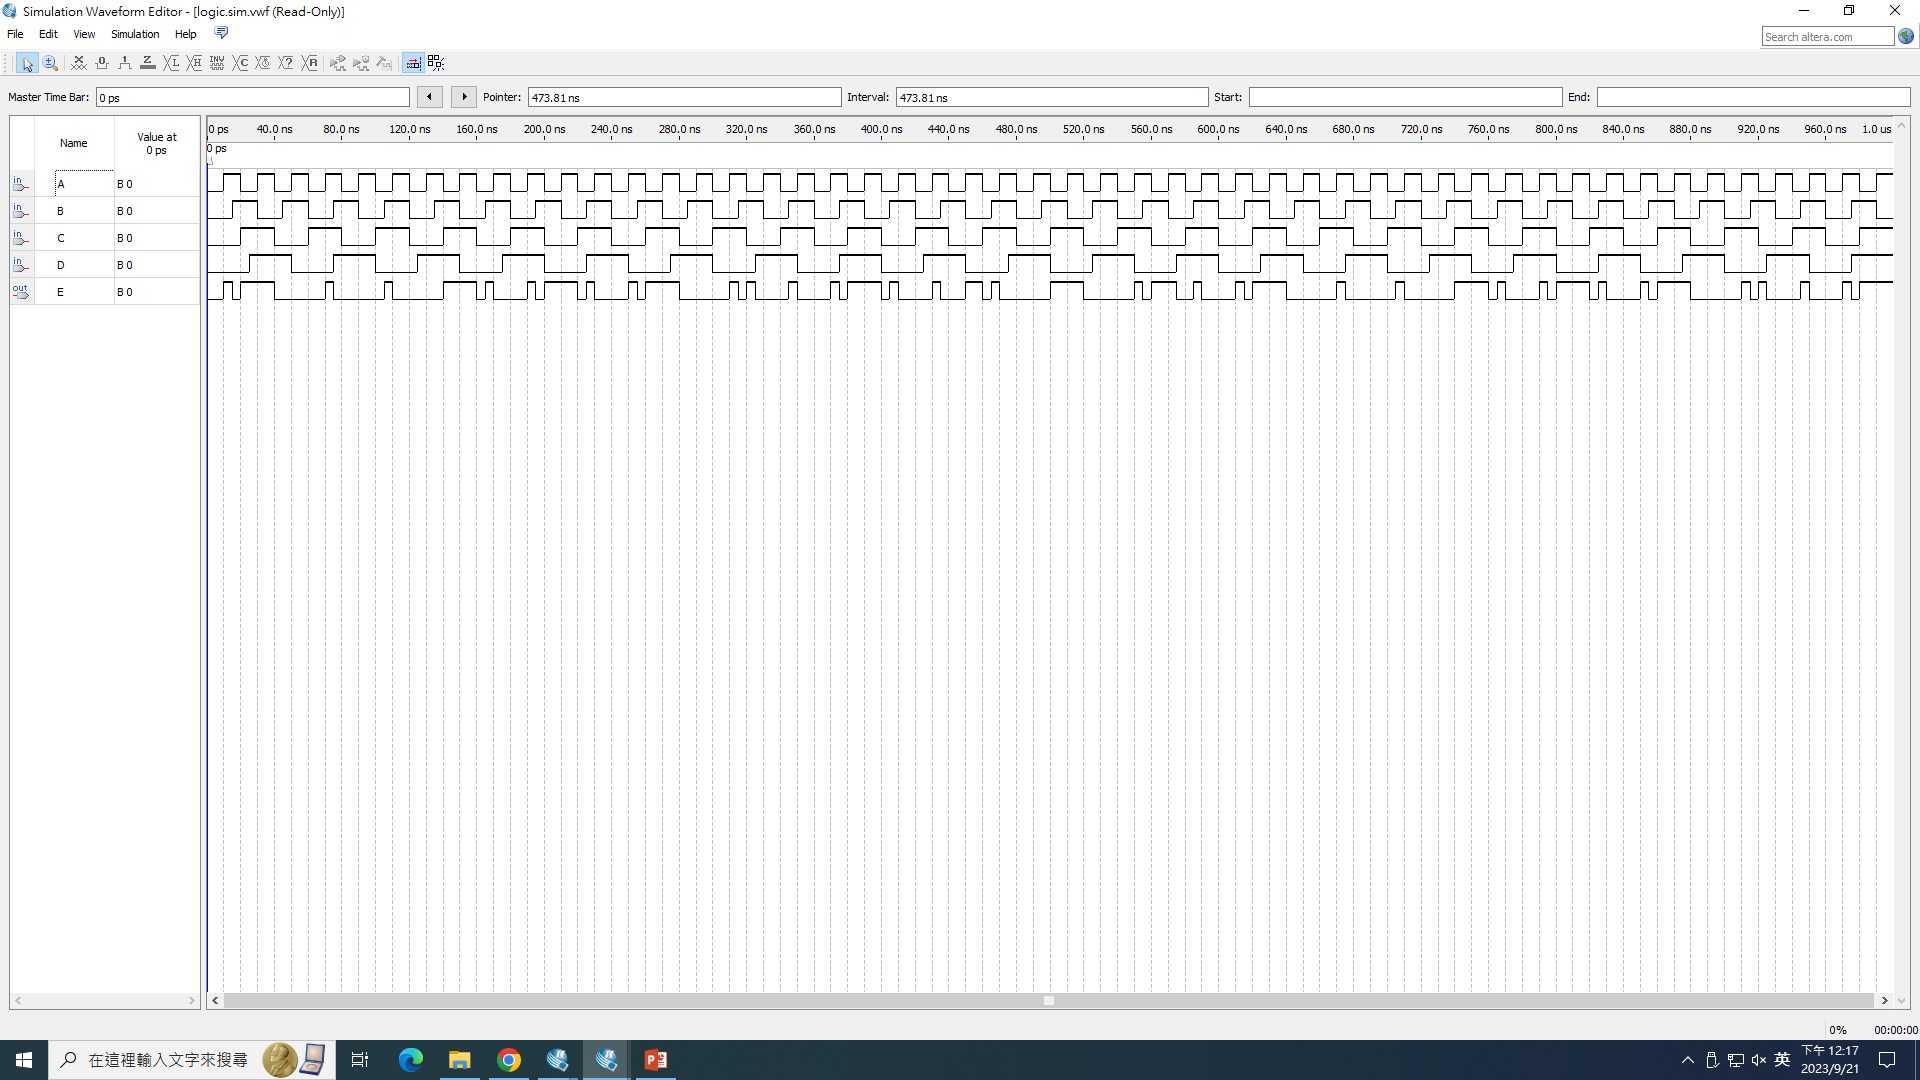 Simulation Waveform Editor - [logic.sim.vwf (Read-Only)]
File Edit View Simulation Help
Search altera.com
Master Time Bar: 0 ps Pointer: 473.81 ns Interval: 473.81 ns Start: End:
Name Value at 0 ps
0 ps 40.0 ns 80.0 ns 120.0 ns 160.0 ns 200.0 ns 240.0 ns 280.0 ns 320.0 ns 360.0 ns 400.0 ns 440.0 ns 480.0 ns 520.0 ns 560.0 ns 600.0 ns 640.0 ns 680.0 ns 720.0 ns 760.0 ns 800.0 ns 840.0 ns 880.0 ns 920.0 ns 960.0 ns 1.0 us
0 ps
in A B 0
in B B 0
in C B 0
in D B 0
out E B 0
0% 00:00:00
在這裡輸入文字來搜尋
英
下午 12:17
2023/9/21